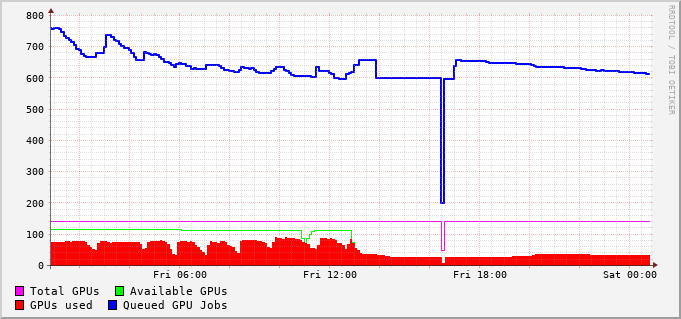 RRDTOOL / TOBI OETIKER
800
700
600
500
400
300
200
100
0
Fri 06:00 Fri 12:00 Fri 18:00 Sat 00:00
Total GPUs Available GPUs
GPUs used Queued GPU Jobs